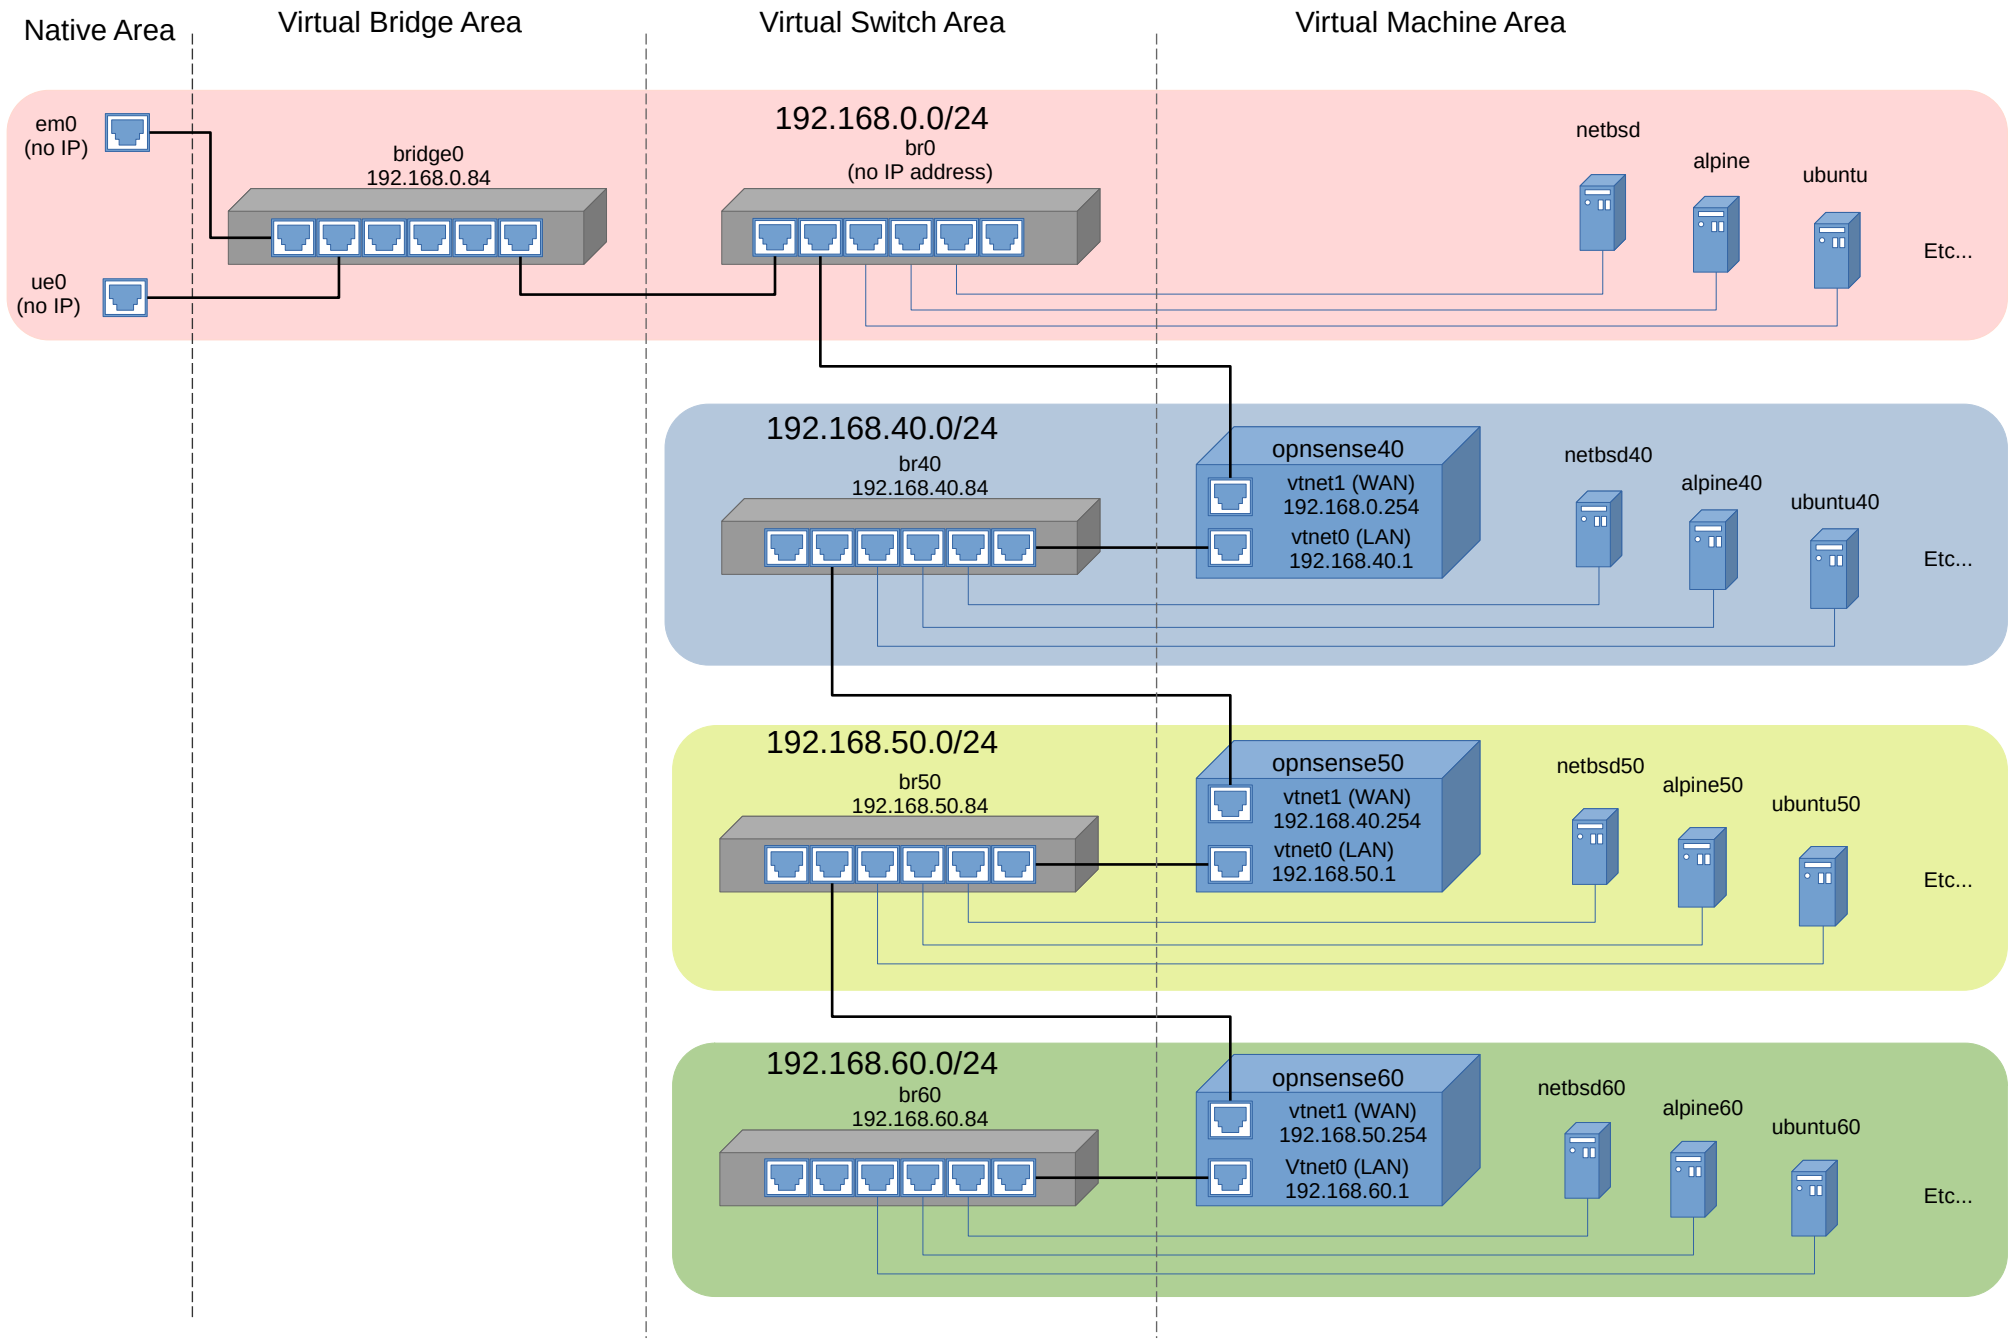 Native Area
Virtual Bridge Area
Virtual Switch Area
Virtual Machine Area
em0
(no IP)
ue0
(no IP)
bridge0
192.168.0.84
192.168.0.0/24
br0
(no IP address)
netbsd
alpine
ubuntu
Etc...
192.168.40.0/24
br40
192.168.40.84
opnsense40
vtnet1 (WAN)
192.168.0.254
vtnet0 (LAN)
192.168.40.1
netbsd40
alpine40
ubuntu40
Etc...
192.168.50.0/24
br50
192.168.50.84
opnsense50
vtnet1 (WAN)
192.168.40.254
vtnet0 (LAN)
192.168.50.1
netbsd50
alpine50
ubuntu50
Etc...
192.168.60.0/24
br60
192.168.60.84
opnsense60
vtnet1 (WAN)
192.168.50.254
Vtnet0 (LAN)
192.168.60.1
netbsd60
alpine60
ubuntu60
Etc...